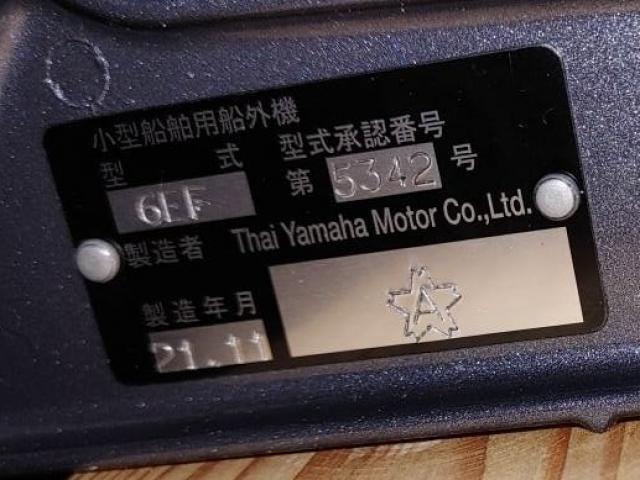 小型船舶用船外機
型式 型式承認番号
6FF 第 5342 号
製造者 Thai Yamaha Motor Co.,Ltd.
製造年月
21.11
A